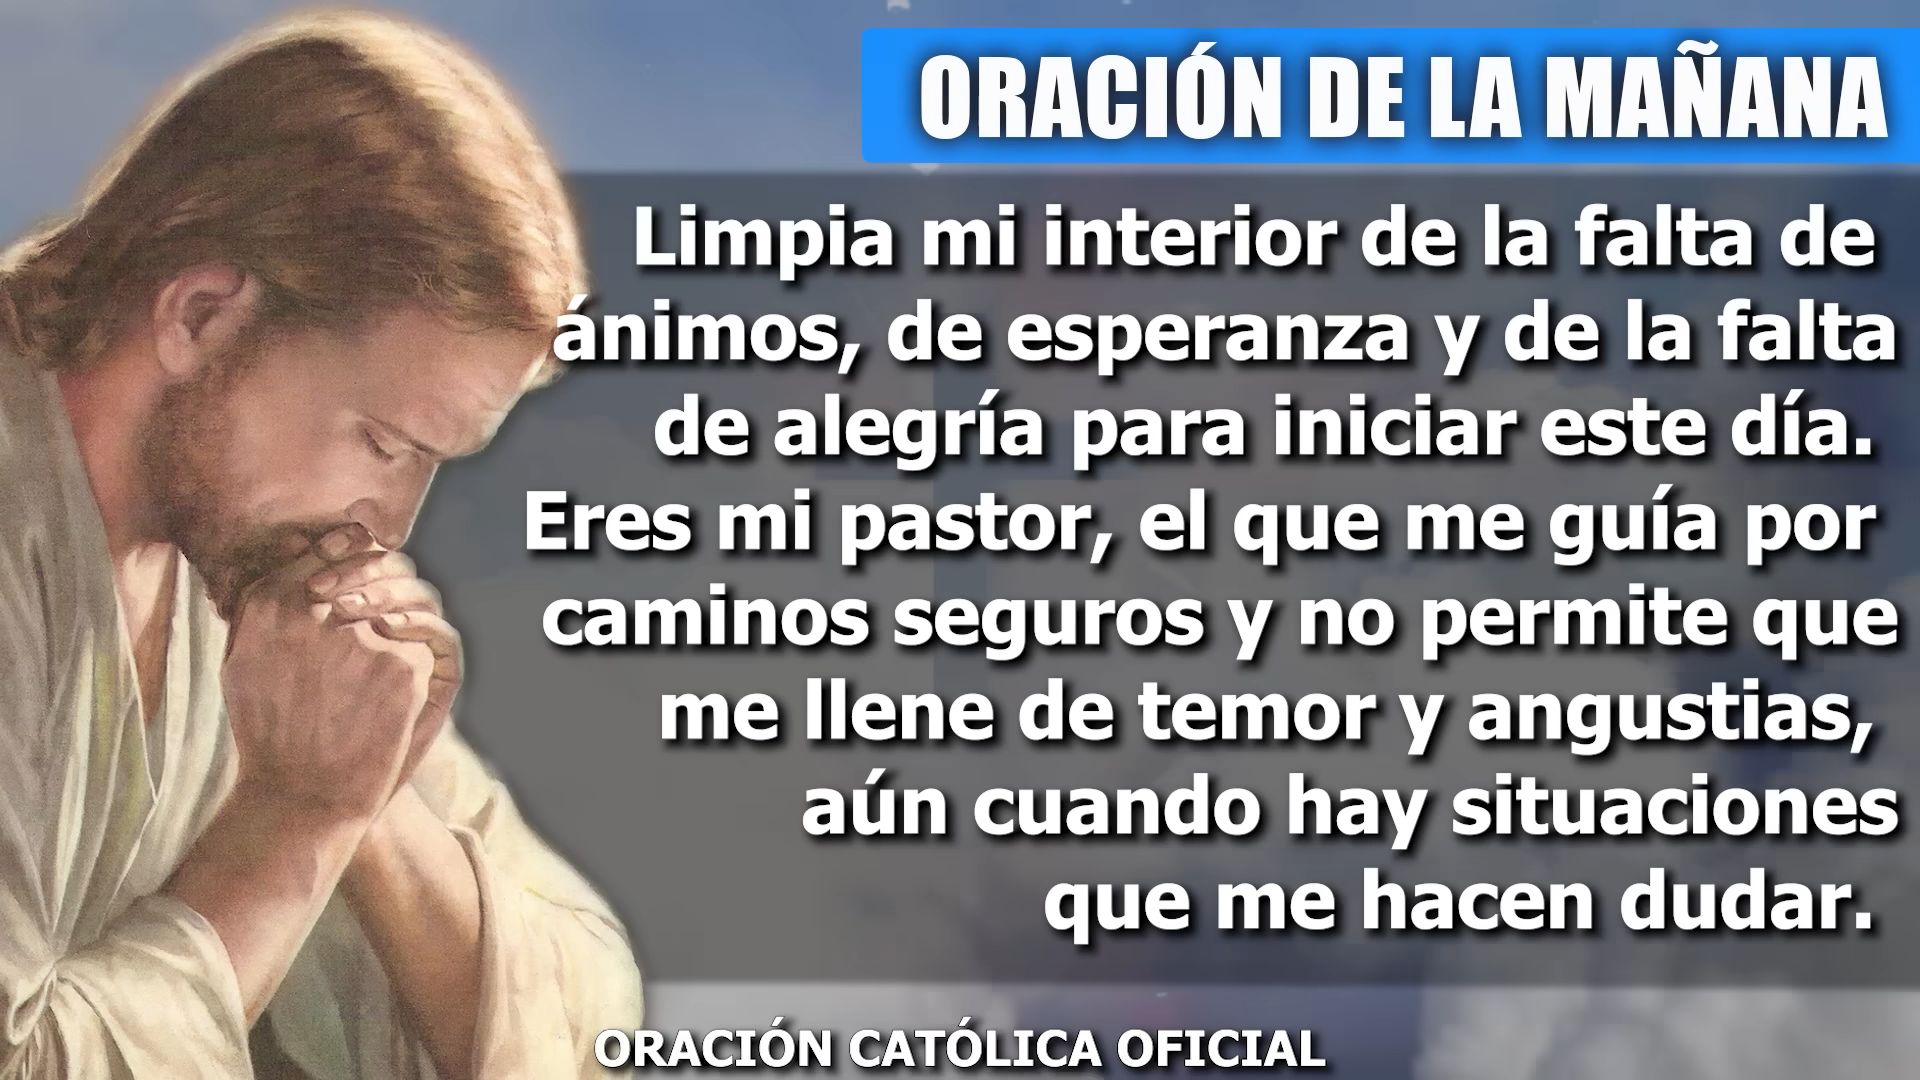 ORACIÓN DE LA MAÑANA
Limpia mi interior de la falta de
ánimos, de esperanza y de la falta
de alegría para iniciar este día.
Eres mi pastor, el que me guía por
caminos seguros y no permite que
me llene de temor y angustias,
aún cuando hay situaciones
que me hacen dudar.
ORACIÓN CATÓLICA OFICIAL